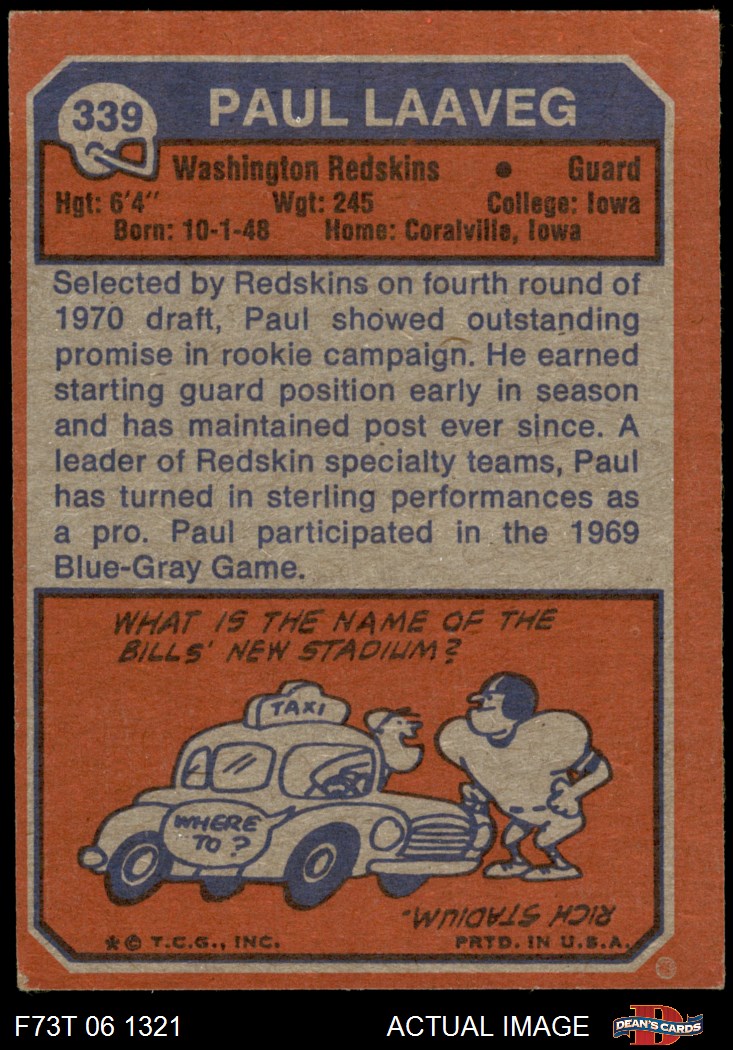 339
PAUL LAAVEG
Washington Redskins • Guard
Hgt: 6'4" Wgt: 245 College: Iowa
Born: 10-1-48 Home: Coralville, Iowa
Selected by Redskins on fourth round of
1970 draft, Paul showed outstanding
promise in rookie campaign. He earned
starting guard position early in season
and has maintained post ever since. A
leader of Redskin specialty teams, Paul
has turned in sterling performances as
a pro. Paul participated in the 1969
Blue-Gray Game.
WHAT IS THE NAME OF THE
BILLS' NEW STADIUM?
TAXI
WHERE
TO?
RICH STADIUM.
*© T.C.G., INC. PRTD. IN U.S.A.
F73T 06 1321 ACTUAL IMAGE
D
DEAN'S CARDS